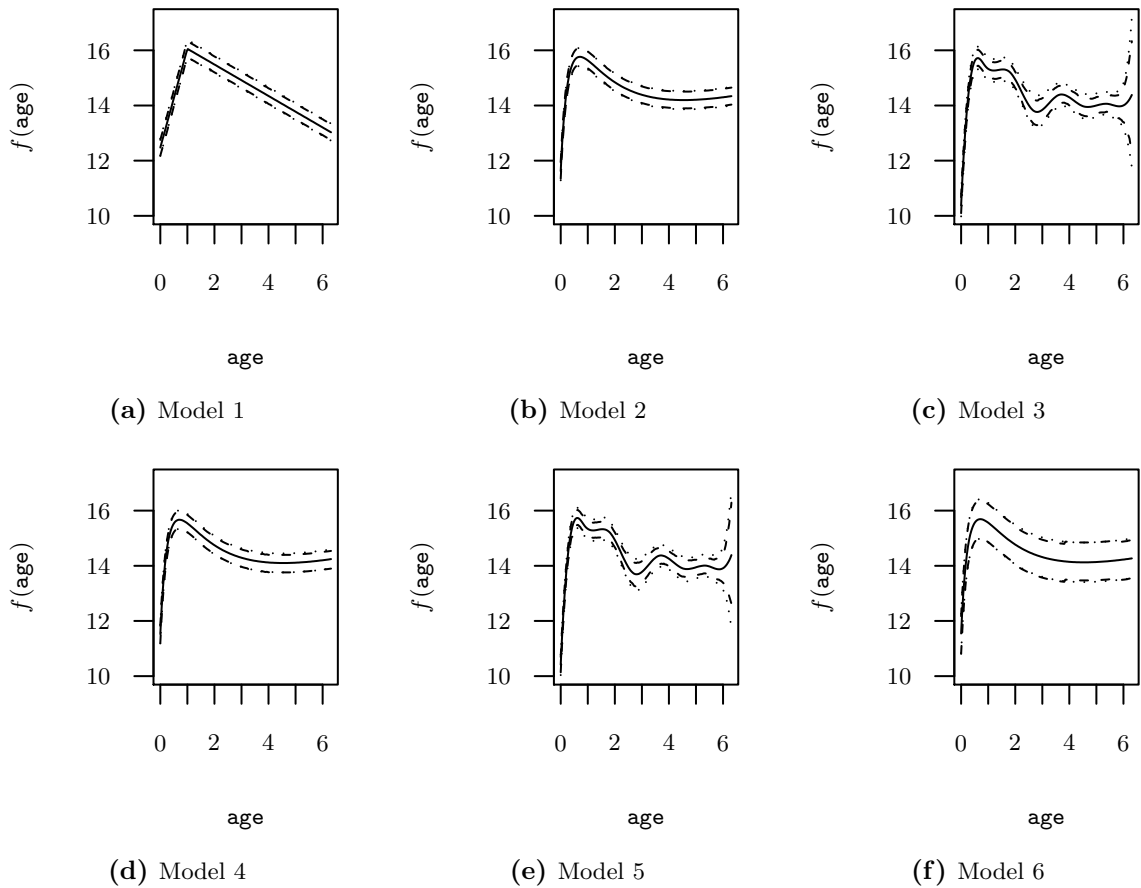 16 16 16
f(age) 14 f(age) 14 f(age) 14
12 12 12
10 10 10
0 2 4 6 0 2 4 6 0 2 4 6
age age age
(a) Model 1 (b) Model 2 (c) Model 3
16 16 16
f(age) 14 f(age) 14 f(age) 14
12 12 12
10 10 10
0 2 4 6 0 2 4 6 0 2 4 6
age age age
(d) Model 4 (e) Model 5 (f) Model 6